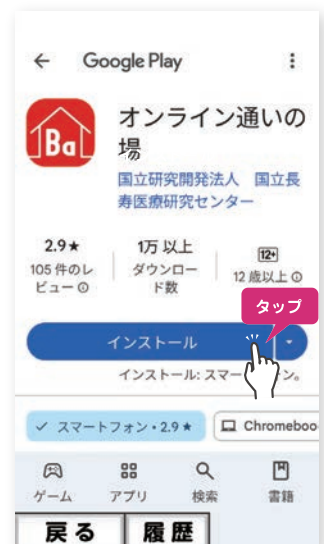 Google Play
Ba
オンライン通いの
場
国立研究開発法人　国立長
寿医療研究センター
2.9★
105 件のレ
ビュー
1万 以上
ダウンロー
ド数
12+
12 歳以上
タップ
インストール
インストール: スマー ン。
スマートフォン • 2.9 ★
Chromeboo
ゲーム
アプリ
検索
書籍
戻る
履歴